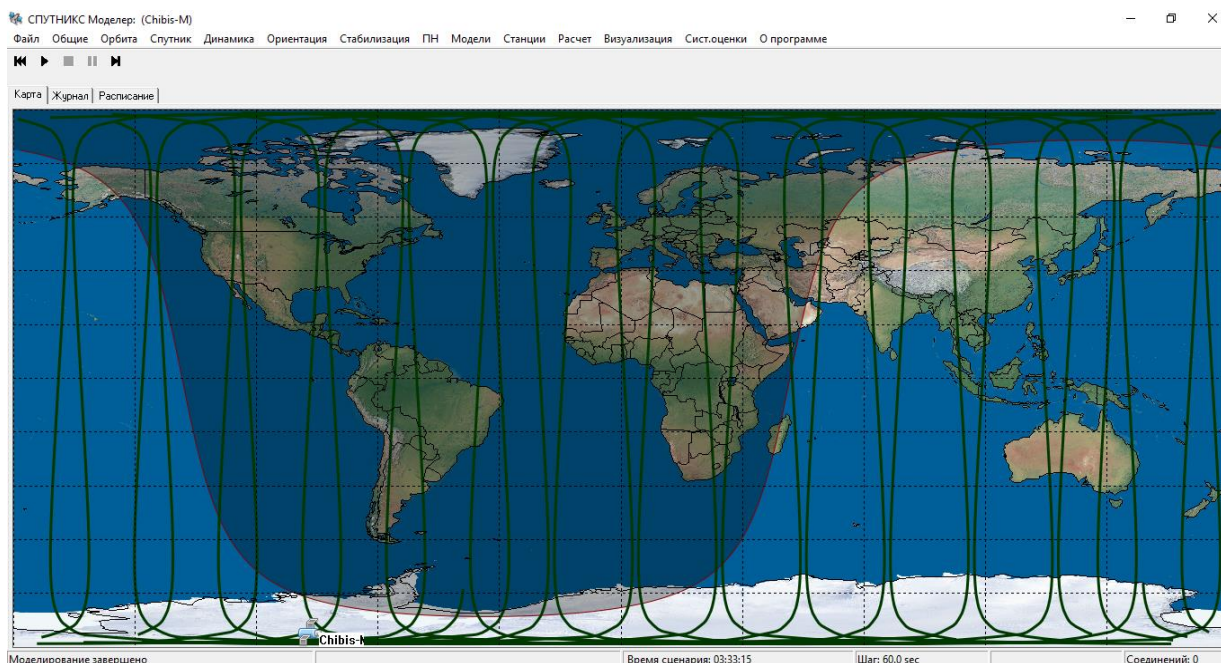 СПУТНИКС Моделер: (Chibis-M)
Файл Общие Орбита Спутник Динамика Ориентация Стабилизация ПН Модели Станции Расчет Визуализация Сист.оценки О программе
Карта Журнал Расписание
Chibis-M
Моделирование завершено Время сценария: 03:33:15 Шаг: 60.0 sec Соединений: 0